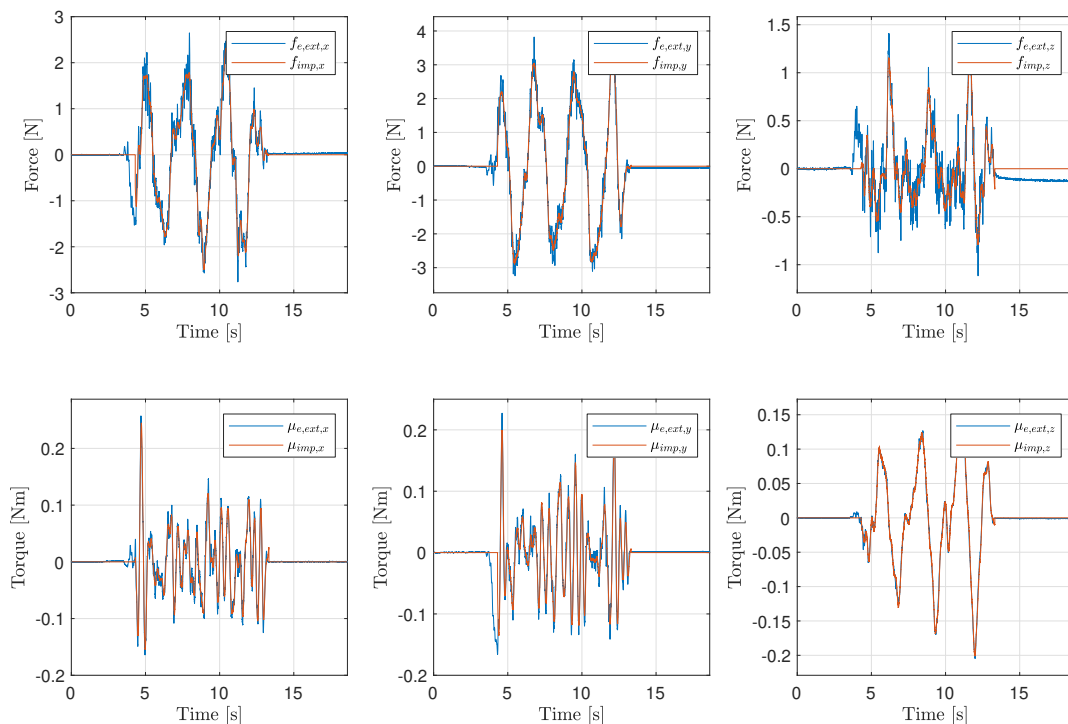 3
2
1
0
-1
-2
-3
0
5
10
15
Force [N]
Time [s]
f_{e,ext,x}
f_{imp,x}
4
3
2
1
0
-1
-2
-3
0
5
10
15
Force [N]
Time [s]
f_{e,ext,y}
f_{imp,y}
1.5
1
0.5
0
-0.5
-1
0
5
10
15
Force [N]
Time [s]
f_{e,ext,z}
f_{imp,z}
0.2
0.1
0
-0.1
-0.2
0
5
10
15
Torque [Nm]
Time [s]
μ_{e,ext,x}
μ_{imp,x}
0.2
0.1
0
-0.1
-0.2
0
5
10
15
Torque [Nm]
Time [s]
μ_{e,ext,y}
μ_{imp,y}
0.15
0.1
0.05
0
-0.05
-0.1
-0.15
-0.2
0
5
10
15
Torque [Nm]
Time [s]
μ_{e,ext,z}
μ_{imp,z}